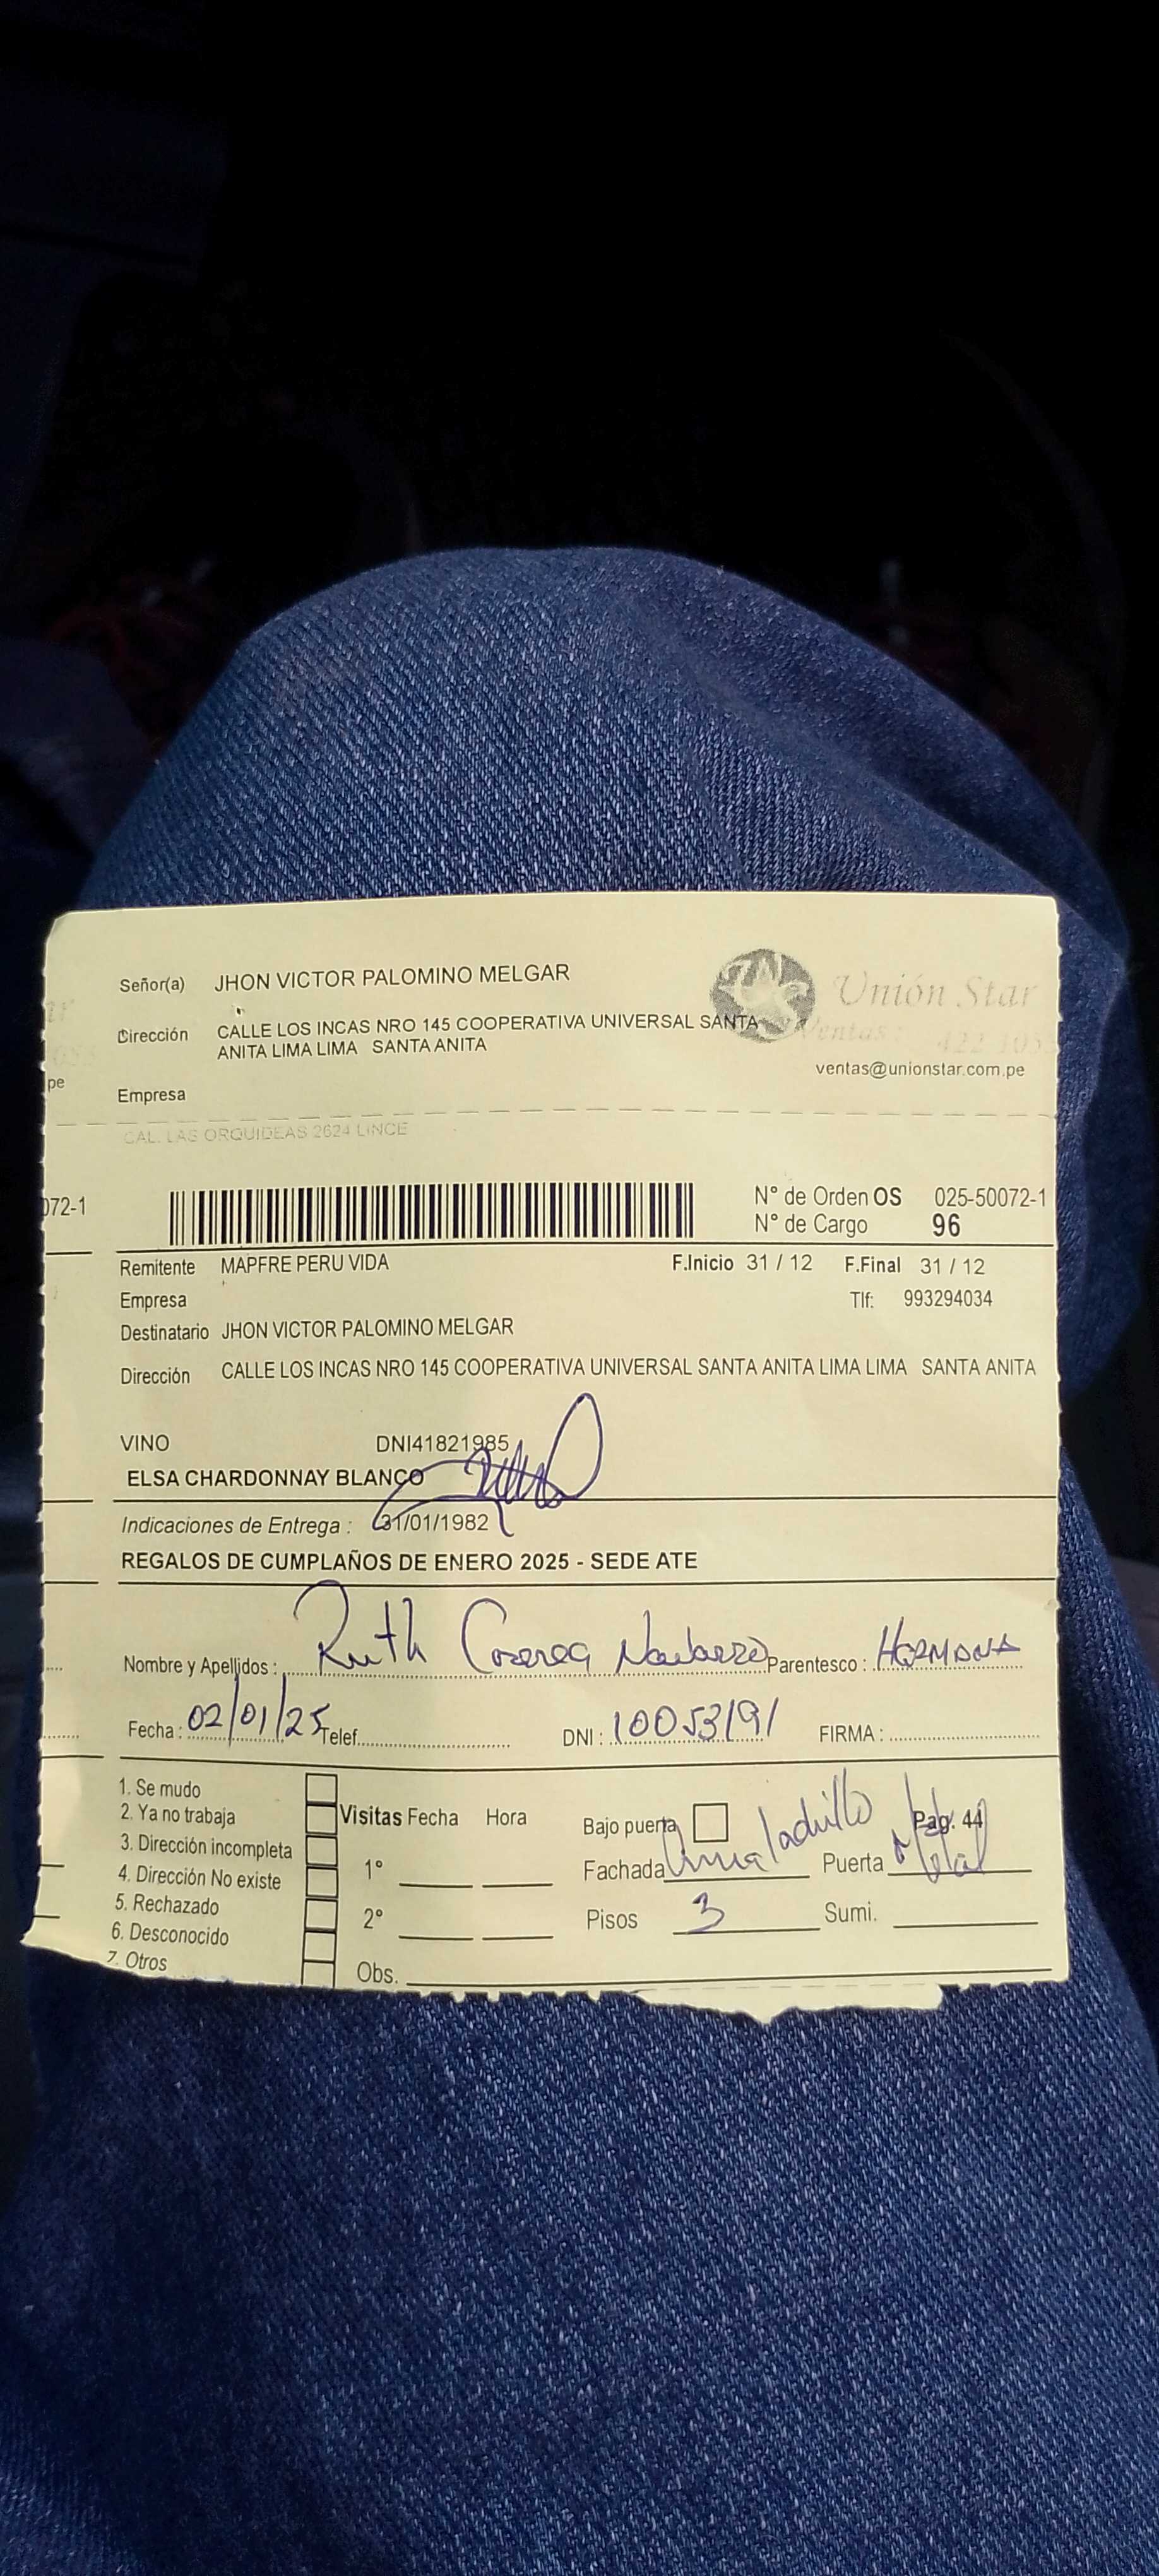 Señor(a) JHON VICTOR PALOMINO MELGAR
Unión Star
Dirección CALLE LOS INCAS NRO 145 COOPERATIVA UNIVERSAL SANTA
Ventas: 422 105
ANITA LIMA LIMA SANTA ANITA
pe
ventas@unionstar.com.pe
Empresa
CAL. LAS ORQUIDEAS 2624 LINCE
072-1
N° de Orden OS 025-50072-1
N° de Cargo 96
Remitente MAPFRE PERU VIDA F.Inicio 31 / 12 F.Final 31 / 12
Empresa Tlf: 993294034
Destinatario JHON VICTOR PALOMINO MELGAR
Dirección CALLE LOS INCAS NRO 145 COOPERATIVA UNIVERSAL SANTA ANITA LIMA LIMA SANTA ANITA
VINO DNI41821985
ELSA CHARDONNAY BLANCO
Indicaciones de Entrega : 31/01/1982
REGALOS DE CUMPLAÑOS DE ENERO 2025 - SEDE ATE
Nombre y Apellidos : Ruth Parentesco : HERMANA
Fecha : 02/01/25 Telef. DNI : 10053191 FIRMA :
1. Se mudo
2. Ya no trabaja Visitas Fecha Hora Bajo puerta Pag. 44
3. Dirección incompleta 1° Fachada ladrillo Puerta Metal
4. Dirección No existe
5. Rechazado 2° Pisos 3 Sumi.
6. Desconocido
7. Otros Obs.